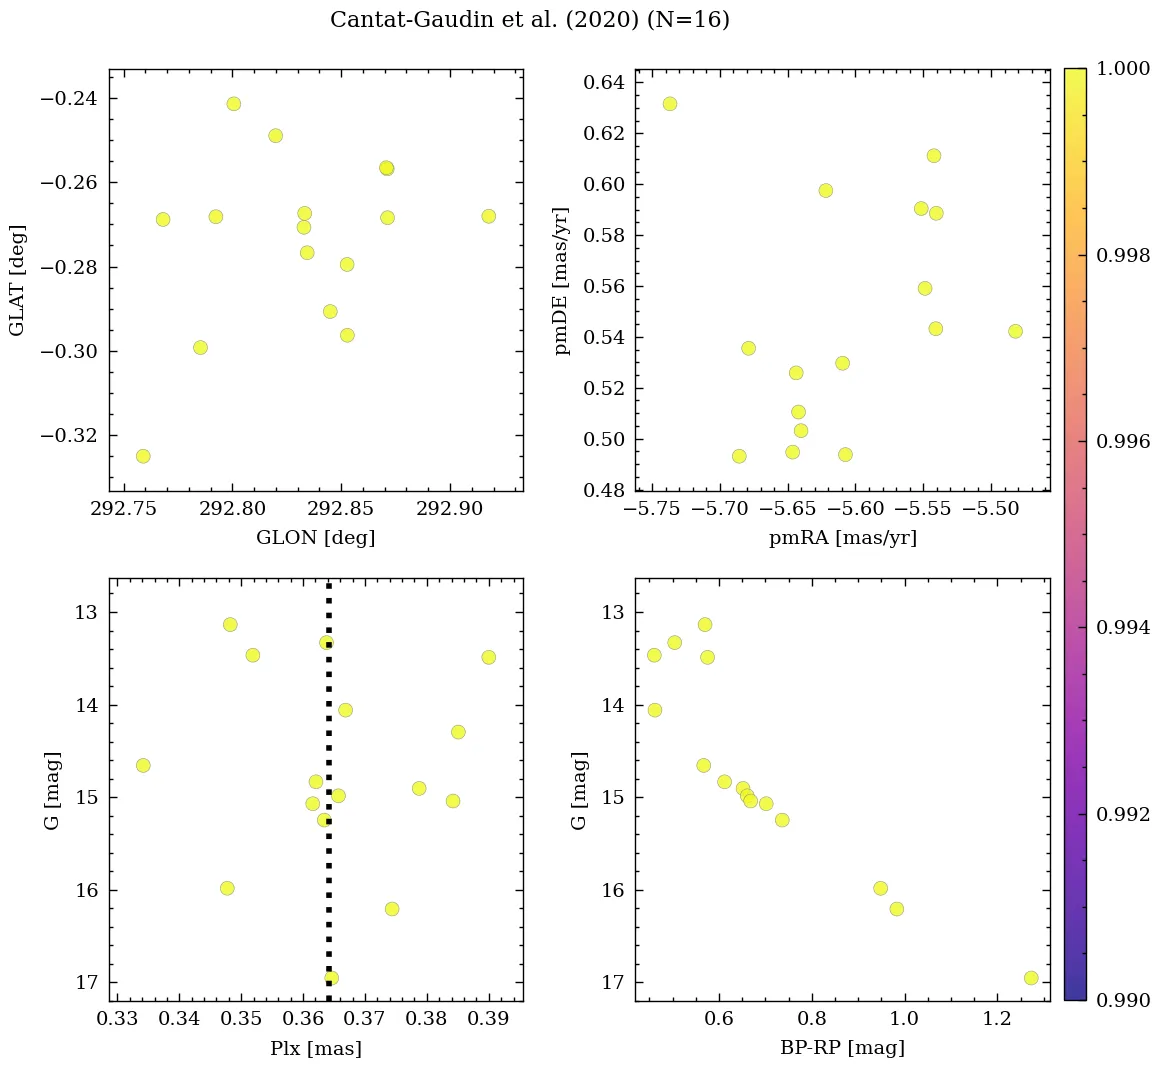 Cantat-Gaudin et al. (2020) (N=16)
GLAT [deg]
−0.24
−0.26
−0.28
−0.30
−0.32
292.75 292.80 292.85 292.90
GLON [deg]
pmDE [mas/yr]
0.64
0.62
0.60
0.58
0.56
0.54
0.52
0.50
0.48
−5.75 −5.70 −5.65 −5.60 −5.55 −5.50
pmRA [mas/yr]
G [mag]
13
14
15
16
17
0.33 0.34 0.35 0.36 0.37 0.38 0.39
Plx [mas]
G [mag]
13
14
15
16
17
0.6 0.8 1.0 1.2
BP-RP [mag]
1.000
0.998
0.996
0.994
0.992
0.990